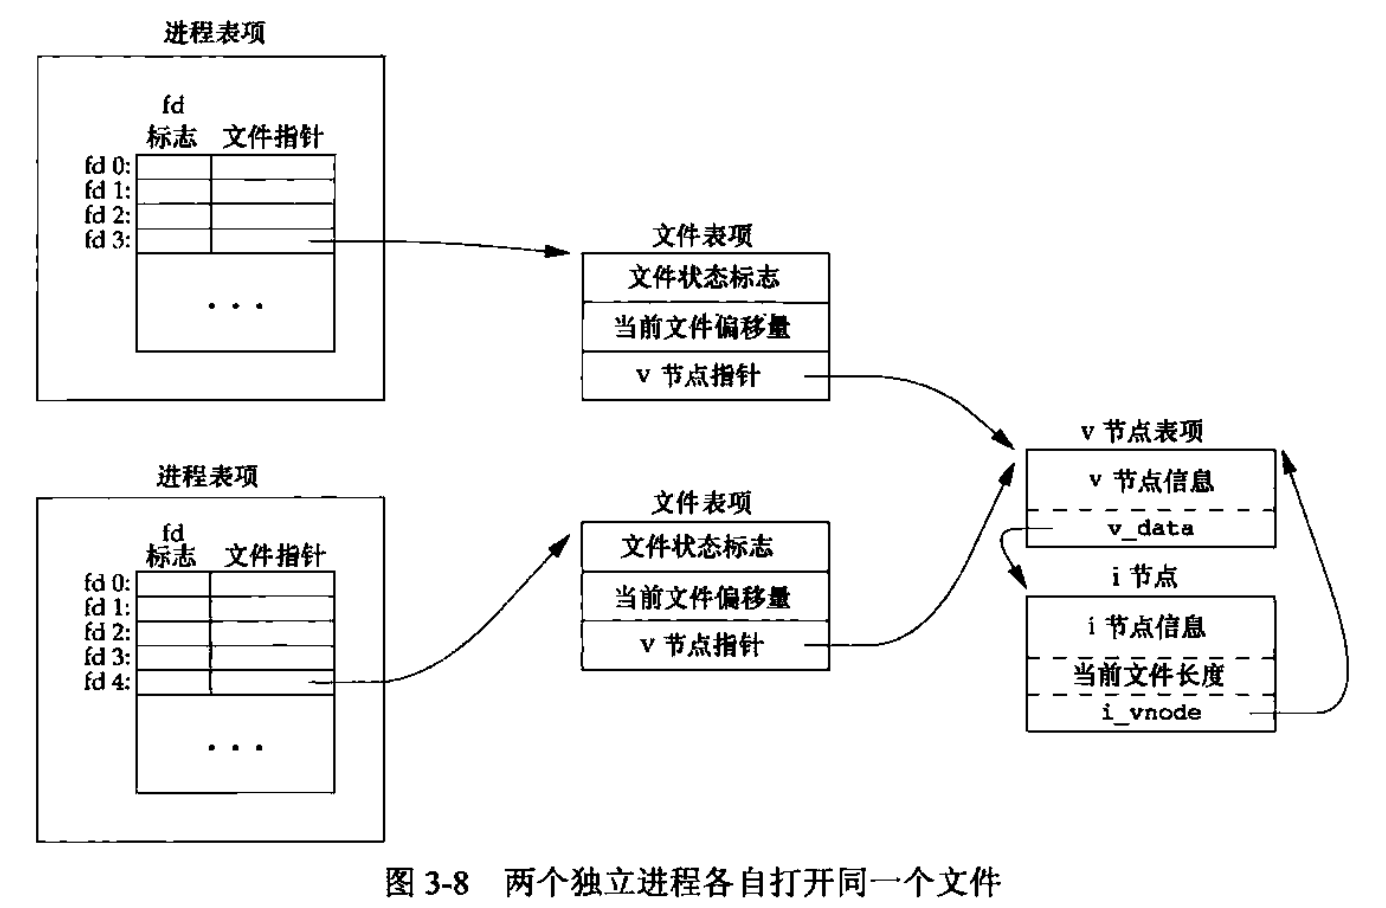 进程表项
fd
标志 文件指针
fd 0:
fd 1:
fd 2:
fd 3:
...
文件表项
文件状态标志
当前文件偏移量
v 节点指针
v 节点表项
v 节点信息
v_data
i 节点
i 节点信息
当前文件长度
i_vnode
进程表项
fd
标志 文件指针
fd 0:
fd 1:
fd 2:
fd 3:
fd 4:
...
文件表项
文件状态标志
当前文件偏移量
v 节点指针
图 3-8 两个独立进程各自打开同一个文件